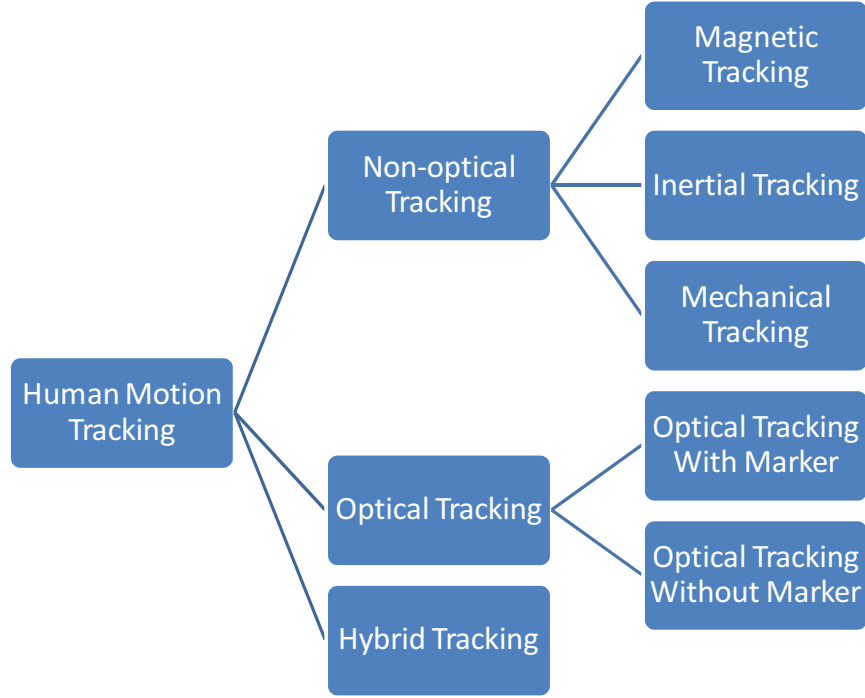 Magnetic
Tracking
Non-optical
Tracking
Inertial Tracking
Mechanical
Tracking
Human Motion
Tracking
Optical Tracking
With Marker
Optical Tracking
Optical Tracking
Without Marker
Hybrid Tracking